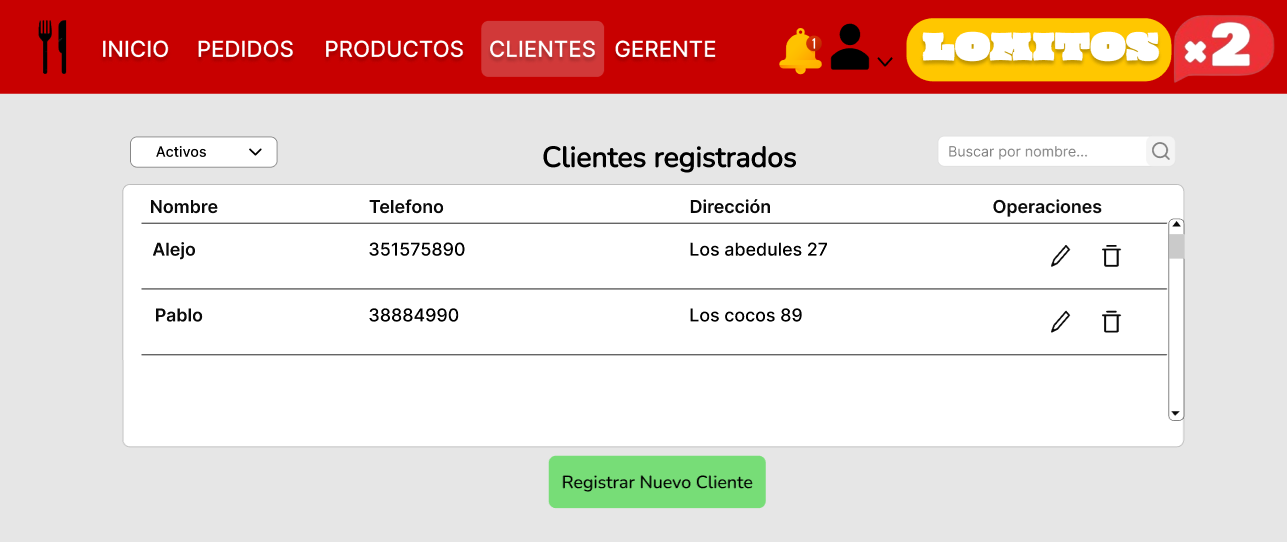 INICIO PEDIDOS PRODUCTOS CLIENTES GERENTE 1 LOMITOS x2
Activos Clientes registrados Buscar por nombre...
Nombre Telefono Dirección Operaciones
Alejo 351575890 Los abedules 27
Pablo 38884990 Los cocos 89
Registrar Nuevo Cliente